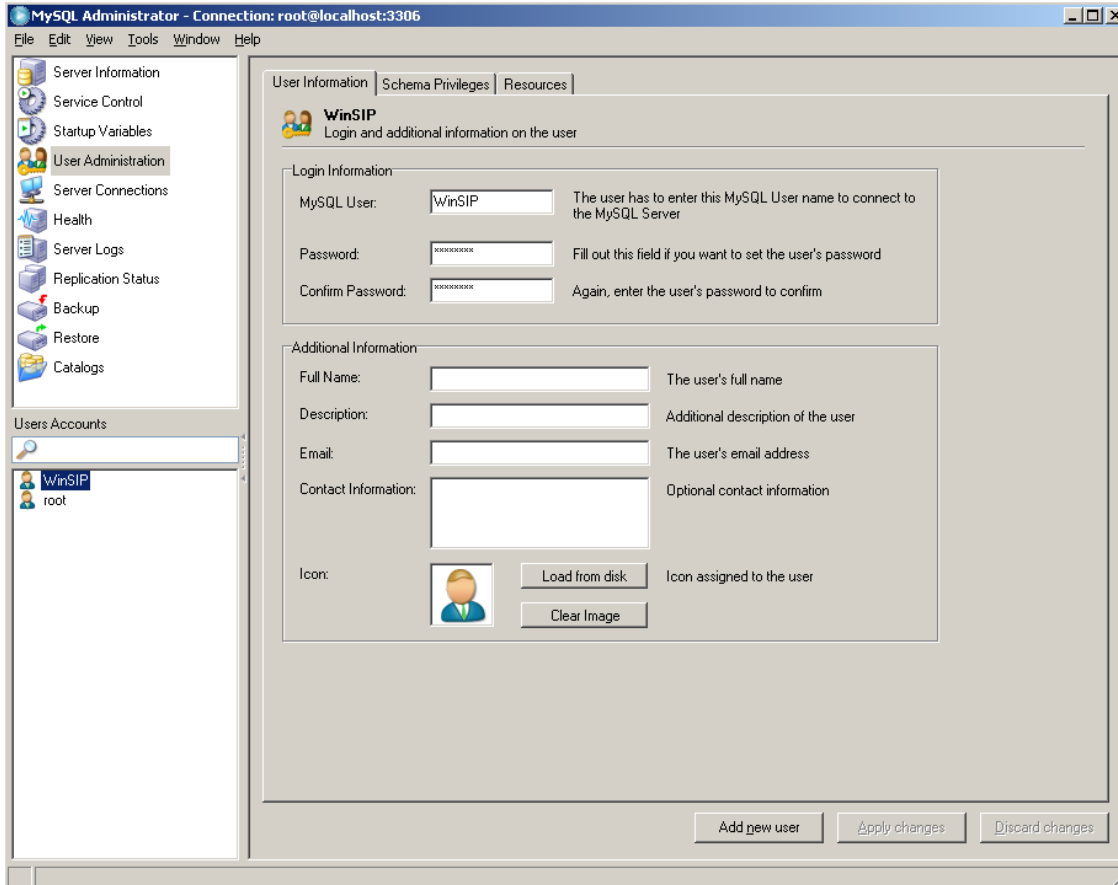 MySQL Administrator - Connection: root@localhost:3306
File Edit View Tools Window Help
Server Information
Service Control
Startup Variables
User Administration
Server Connections
Health
Server Logs
Replication Status
Backup
Restore
Catalogs
Users Accounts
WinSIP
root
User Information Schema Privileges Resources
WinSIP
Login and additional information on the user
Login Information
MySQL User: WinSIP The user has to enter this MySQL User name to connect to
the MySQL Server
Password: ******** Fill out this field if you want to set the user's password
Confirm Password: ******** Again, enter the user's password to confirm
Additional Information
Full Name: The user's full name
Description: Additional description of the user
Email: The user's email address
Contact Information: Optional contact information
Icon: Load from disk Icon assigned to the user
Clear Image
Add new user Apply changes Discard changes